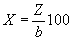 X = Z/b 100